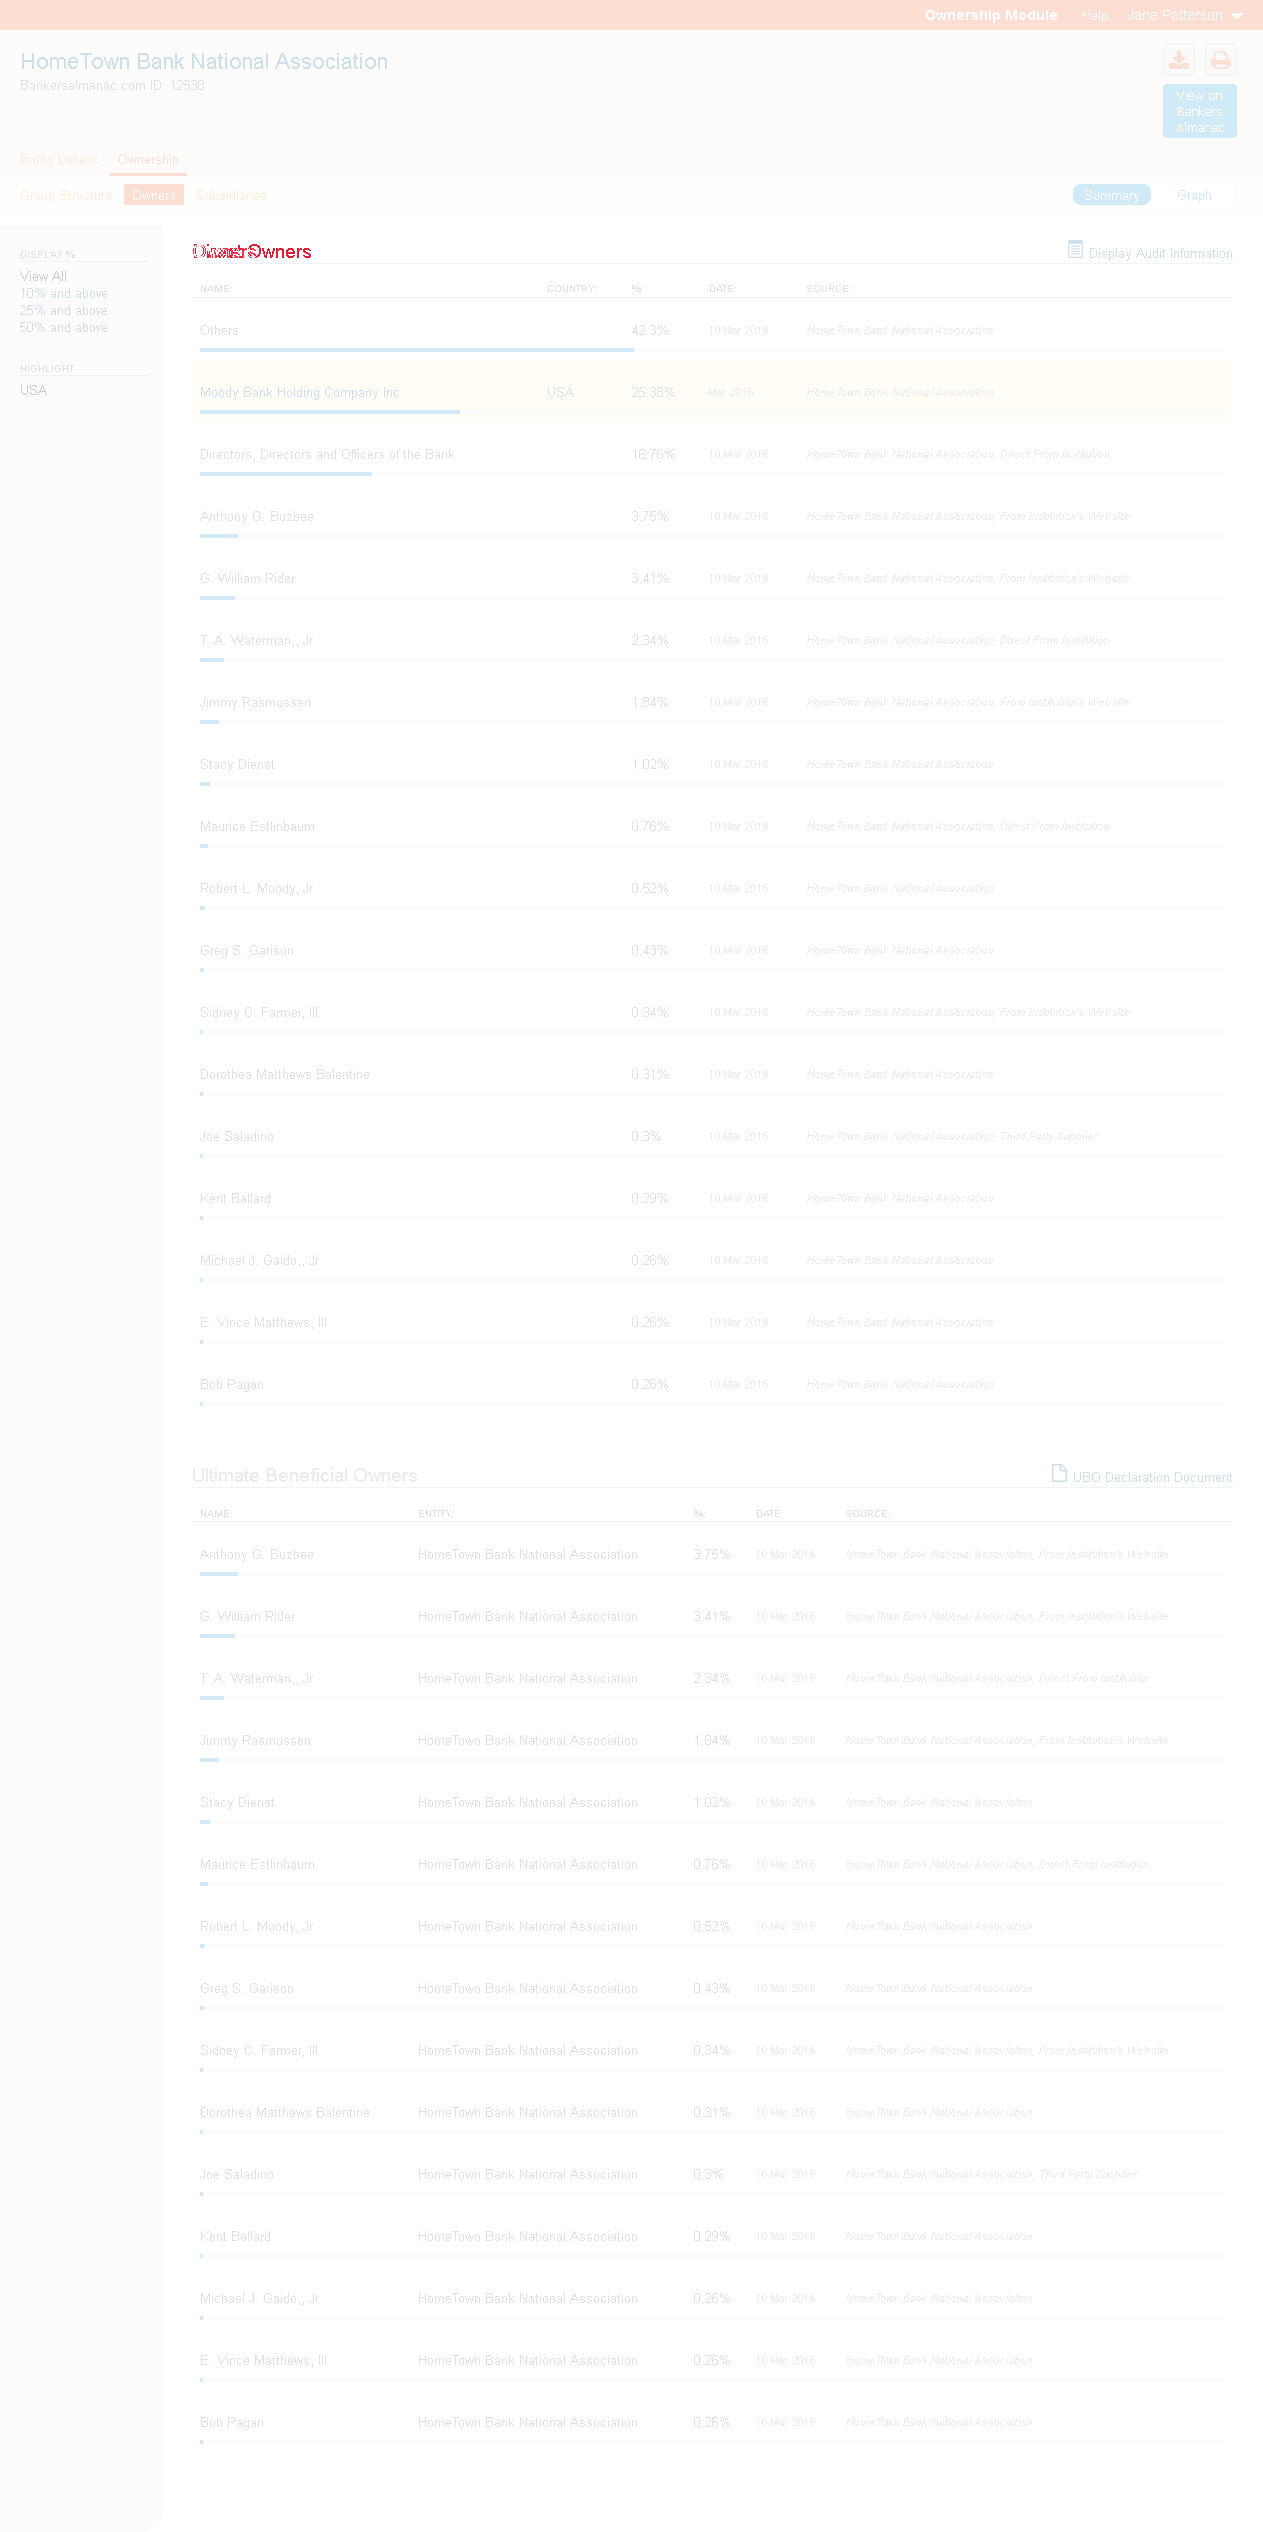 Ownership Module Help Jane Patterson
HomeTown Bank National Association
Bankersalmanac.com ID: 12538
View on
Bankers
Almanac
Entity Details Ownership
Group Structure Owners Subsidiaries Summary Graph
DISPLAY %
View All
10% and above
25% and above
50% and above
HIGHLIGHT
USA
Owners Display Audit Information
NAME: COUNTRY: %: DATE: SOURCE:
Others 42.3% 10 Mar 2016 HomeTown Bank National Association
Moody Bank Holding Company Inc USA 25.38% Mar 2016 HomeTown Bank National Association
Directors, Directors and Officers of the Bank 16.76% 10 Mar 2016 HomeTown Bank National Association, Direct From Institution
Anthony G. Buzbee 3.75% 10 Mar 2016 HomeTown Bank National Association, From Institution's Website
G. William Rider 3.41% 10 Mar 2016 HomeTown Bank National Association, From Institution's Website
T. A. Waterman,, Jr 2.34% 10 Mar 2016 HomeTown Bank National Association, Direct From Institution
Jimmy Rasmussen 1.84% 10 Mar 2016 HomeTown Bank National Association, From Institution's Website
Stacy Dienst 1.02% 10 Mar 2016 HomeTown Bank National Association
Maurice Estlinbaum 0.76% 10 Mar 2016 HomeTown Bank National Association, Direct From Institution
Robert L. Moody, Jr 0.52% 10 Mar 2016 HomeTown Bank National Association
Greg S. Garison 0.43% 10 Mar 2016 HomeTown Bank National Association
Sidney C. Farmer, III 0.34% 10 Mar 2016 HomeTown Bank National Association, From Institution's Website
Dorothea Matthews Balentine 0.31% 10 Mar 2016 HomeTown Bank National Association
Joe Saladino 0.3% 10 Mar 2016 HomeTown Bank National Association, Third Party Supplier
Kent Ballard 0.29% 10 Mar 2016 HomeTown Bank National Association
Michael J. Gaido,, Jr 0.26% 10 Mar 2016 HomeTown Bank National Association
E. Vince Matthews, III 0.26% 10 Mar 2016 HomeTown Bank National Association
Bob Pagan 0.26% 10 Mar 2016 HomeTown Bank National Association
Ultimate Beneficial Owners UBO Declaration Document
NAME: ENTITY: %: DATE: SOURCE:
Anthony G. Buzbee HomeTown Bank National Association 3.75% 10 Mar 2016 HomeTown Bank National Association, From Institution's Website
G. William Rider HomeTown Bank National Association 3.41% 10 Mar 2016 HomeTown Bank National Association, From Institution's Website
T. A. Waterman,, Jr HomeTown Bank National Association 2.34% 10 Mar 2016 HomeTown Bank National Association, Direct From Institution
Jimmy Rasmussen HomeTown Bank National Association 1.84% 10 Mar 2016 HomeTown Bank National Association, From Institution's Website
Stacy Dienst HomeTown Bank National Association 1.02% 10 Mar 2016 HomeTown Bank National Association
Maurice Estlinbaum HomeTown Bank National Association 0.76% 10 Mar 2016 HomeTown Bank National Association, Direct From Institution
Robert L. Moody, Jr HomeTown Bank National Association 0.52% 10 Mar 2016 HomeTown Bank National Association
Greg S. Garison HomeTown Bank National Association 0.43% 10 Mar 2016 HomeTown Bank National Association
Sidney C. Farmer, III HomeTown Bank National Association 0.34% 10 Mar 2016 HomeTown Bank National Association, From Institution's Website
Dorothea Matthews Balentine HomeTown Bank National Association 0.31% 10 Mar 2016 HomeTown Bank National Association
Joe Saladino HomeTown Bank National Association 0.3% 10 Mar 2016 HomeTown Bank National Association, Third Party Supplier
Kent Ballard HomeTown Bank National Association 0.29% 10 Mar 2016 HomeTown Bank National Association
Michael J. Gaido,, Jr HomeTown Bank National Association 0.26% 10 Mar 2016 HomeTown Bank National Association
E. Vince Matthews, III HomeTown Bank National Association 0.26% 10 Mar 2016 HomeTown Bank National Association
Bob Pagan HomeTown Bank National Association 0.26% 10 Mar 2016 HomeTown Bank National Association